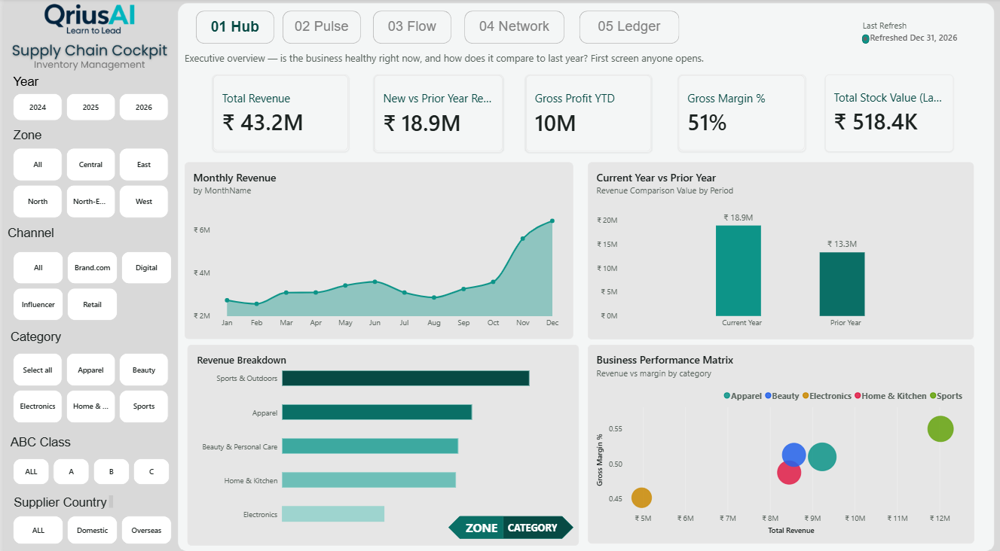 QriusAI
Learn to Lead
Supply Chain Cockpit
Inventory Management
Year
2024 2025 2026
Zone
All Central East
North North-E... West
Channel
All Brand.com Digital
Influencer Retail
Category
Select all Apparel Beauty
Electronics Home & ... Sports
ABC Class
ALL A B C
Supplier Country
ALL Domestic Overseas
01 Hub 02 Pulse 03 Flow 04 Network 05 Ledger
Last Refresh
Refreshed Dec 31, 2026
Executive overview — is the business healthy right now, and how does it compare to last year? First screen anyone opens.
Total Revenue
₹ 43.2M
New vs Prior Year Re...
₹ 18.9M
Gross Profit YTD
10M
Gross Margin %
51%
Total Stock Value (La...
₹ 518.4K
Monthly Revenue
by MonthName
₹ 6M
₹ 4M
₹ 2M
Jan Feb Mar Apr May Jun Jul Aug Sep Oct Nov Dec
Current Year vs Prior Year
Revenue Comparison Value by Period
₹ 20M
₹ 15M
₹ 10M
₹ 5M
₹ 0M
₹ 18.9M
₹ 13.3M
Current Year Prior Year
Revenue Breakdown
Sports & Outdoors
Apparel
Beauty & Personal Care
Home & Kitchen
Electronics
ZONE CATEGORY
Business Performance Matrix
Revenue vs margin by category
Apparel Beauty Electronics Home & Kitchen Sports
Gross Margin %
0.55
0.50
0.45
₹ 5M ₹ 6M ₹ 7M ₹ 8M ₹ 9M ₹ 10M ₹ 11M ₹ 12M
Total Revenue